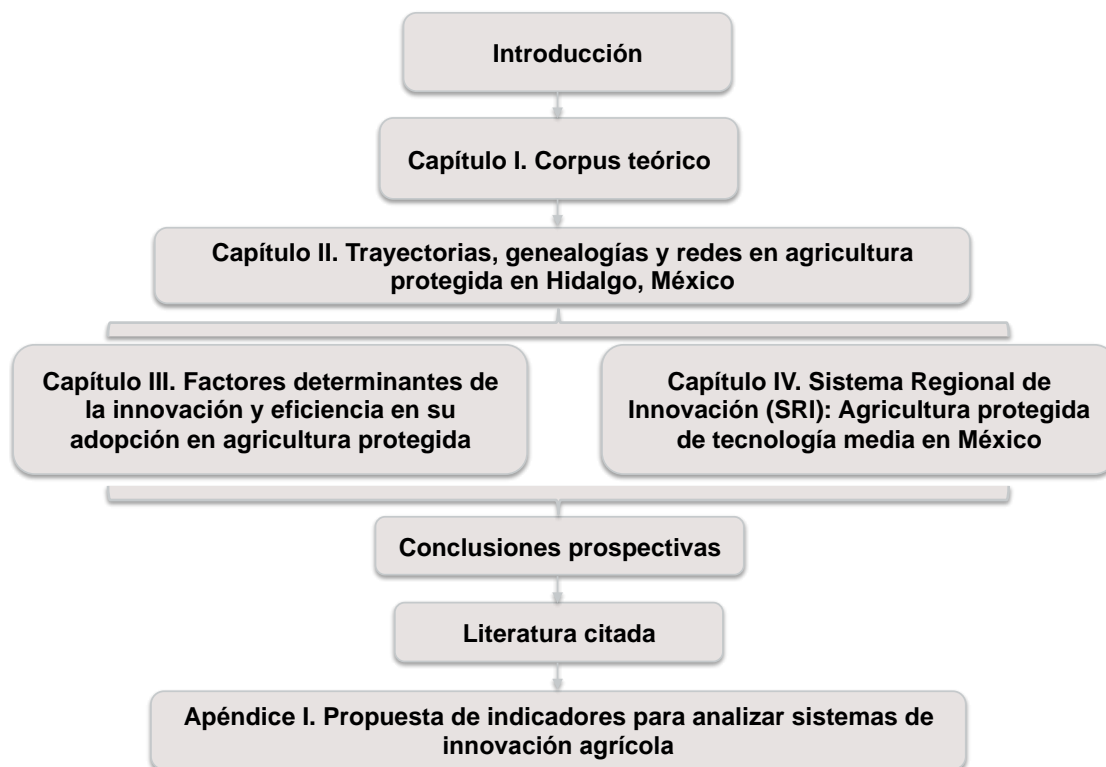 Introducción
Capítulo I. Corpus teórico
Capítulo II. Trayectorias, genealogías y redes en agricultura
protegida en Hidalgo, México
Capítulo III. Factores determinantes de
la innovación y eficiencia en su
adopción en agricultura protegida
Capítulo IV. Sistema Regional de
Innovación (SRI): Agricultura protegida
de tecnología media en México
Conclusiones prospectivas
Literatura citada
Apéndice I. Propuesta de indicadores para analizar sistemas de
innovación agrícola